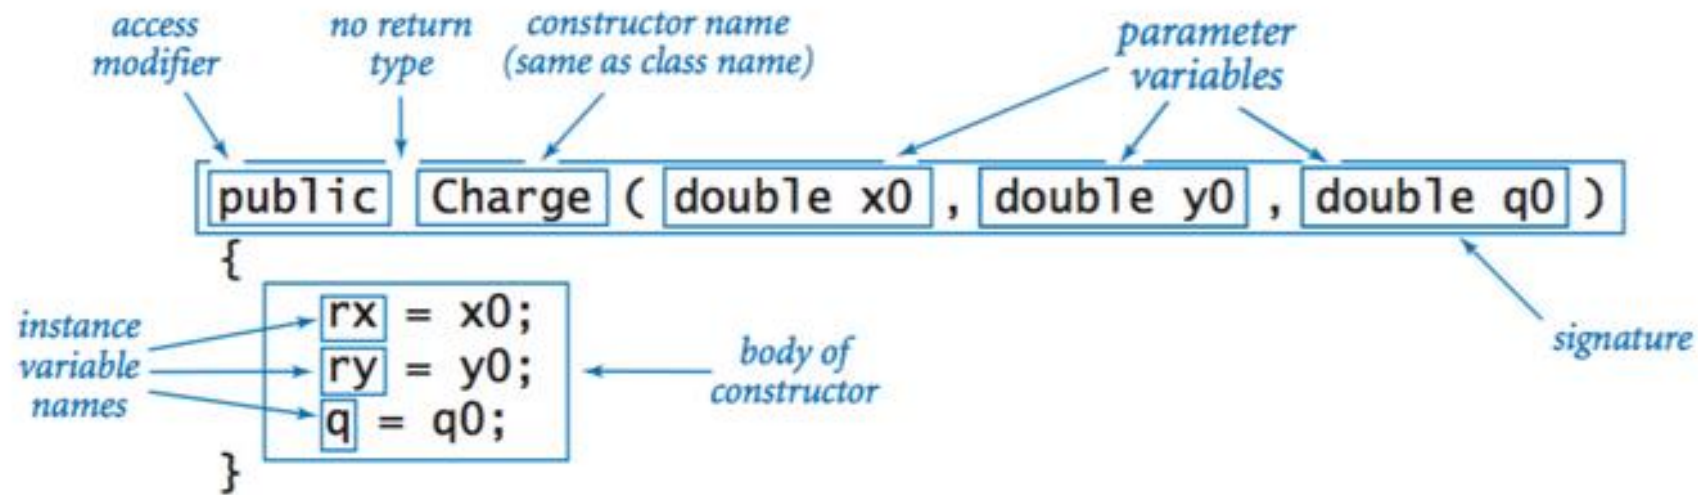 access
modifier
no return
type
constructor name
(same as class name)
parameter
variables
public Charge ( double x0 , double y0 , double q0 )
{
rx = x0;
ry = y0;
q = q0;
}
instance
variable
names
body of
constructor
signature